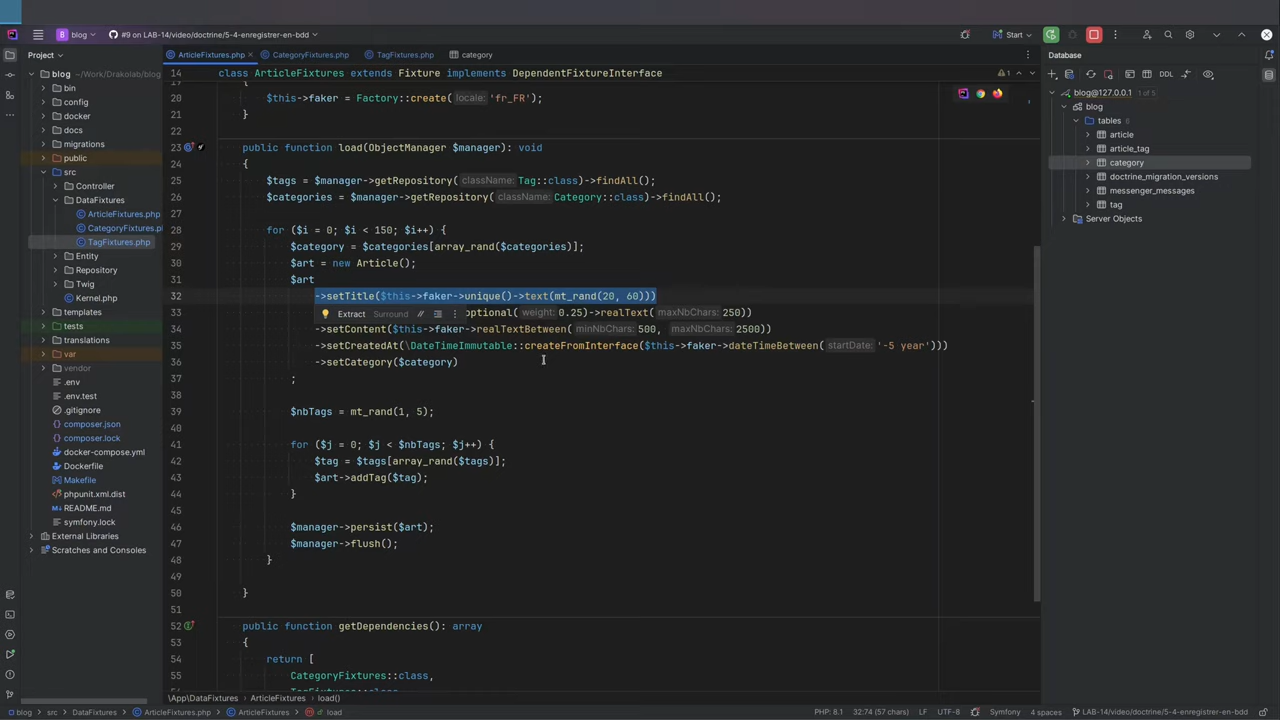 B blog #9 on LAB-14/video/doctrine/5-4-enregistrer-en-bdd Start
Project
ArticleFixtures.php CategoryFixtures.php TagFixtures.php category
Database
blog ~/Work/Drakolab/blog
bin
config
docker
docs
migrations
public
src
Controller
DataFixtures
ArticleFixtures.php
CategoryFixtures.php
TagFixtures.php
Entity
Repository
Twig
Kernel.php
templates
tests
translations
var
vendor
.env
.env.test
.gitignore
composer.json
composer.lock
docker-compose.yml
Dockerfile
Makefile
phpunit.xml.dist
README.md
symfony.lock
External Libraries
Scratches and Consoles
14 class ArticleFixtures extends Fixture implements DependentFixtureInterface
1
20 $this->faker = Factory::create( locale: 'fr_FR');
21 }
22
23 public function load(ObjectManager $manager): void
24 {
25 $tags = $manager->getRepository( className: Tag::class)->findAll();
26 $categories = $manager->getRepository( className: Category::class)->findAll();
27
28 for ($i = 0; $i < 150; $i++) {
29 $category = $categories[array_rand($categories)];
30 $art = new Article();
31 $art
32 ->setTitle($this->faker->unique()->text(mt_rand(20, 60)))
Extract Surround //
optional( weight: 0.25)->realText( maxNbChars: 250))
34 ->setContent($this->faker->realTextBetween( minNbChars: 500, maxNbChars: 2500))
35 ->setCreatedAt(\DateTimeImmutable::createFromInterface($this->faker->dateTimeBetween( startDate: '-5 year')))
36 ->setCategory($category)
37 ;
38
39 $nbTags = mt_rand(1, 5);
40
41 for ($j = 0; $j < $nbTags; $j++) {
42 $tag = $tags[array_rand($tags)];
43 $art->addTag($tag);
44 }
45
46 $manager->persist($art);
47 $manager->flush();
48 }
49
50 }
51
52 public function getDependencies(): array
53 {
54 return [
55 CategoryFixtures::class,
DDL
blog@127.0.0.1 1 of 5
blog
tables 6
article
article_tag
category
doctrine_migration_versions
messenger_messages
tag
Server Objects
\App\DataFixtures ArticleFixtures load()
blog src DataFixtures ArticleFixtures.php ArticleFixtures load
PHP: 8.1 32:74 (57 chars) LF UTF-8 Symfony 4 spaces LAB-14/video/doctrine/5-4-enregistrer-en-bdd